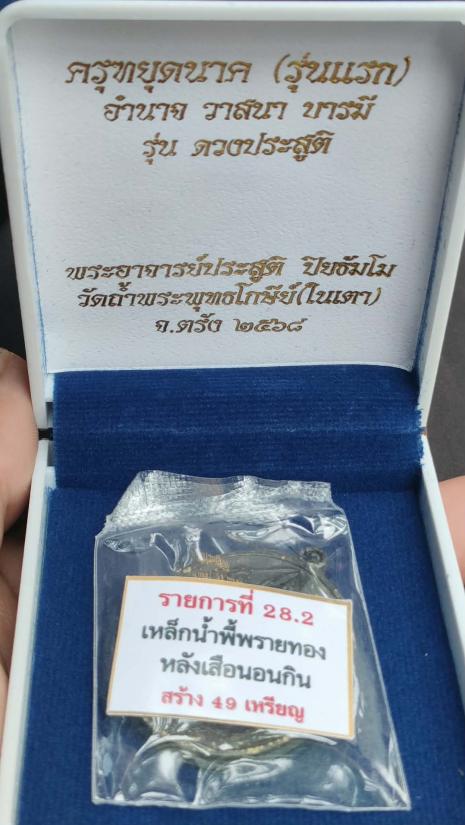 ครุฑยุดนาค (รุ่นแรก)
อำนาจ วาสนา บารมี
รุ่น ดวงประสูติ
พระอาจารย์ประสูติ ปิยธัมโม
วัดถ้ำพระพุทธโกษีย์(ในเตา)
จ.ตรัง ๒๕๖๘
รายการที่ 28.2
เหล็กน้ำพี้พรายทอง
หลังเสือนอนกิน
สร้าง 49 เหรียญ